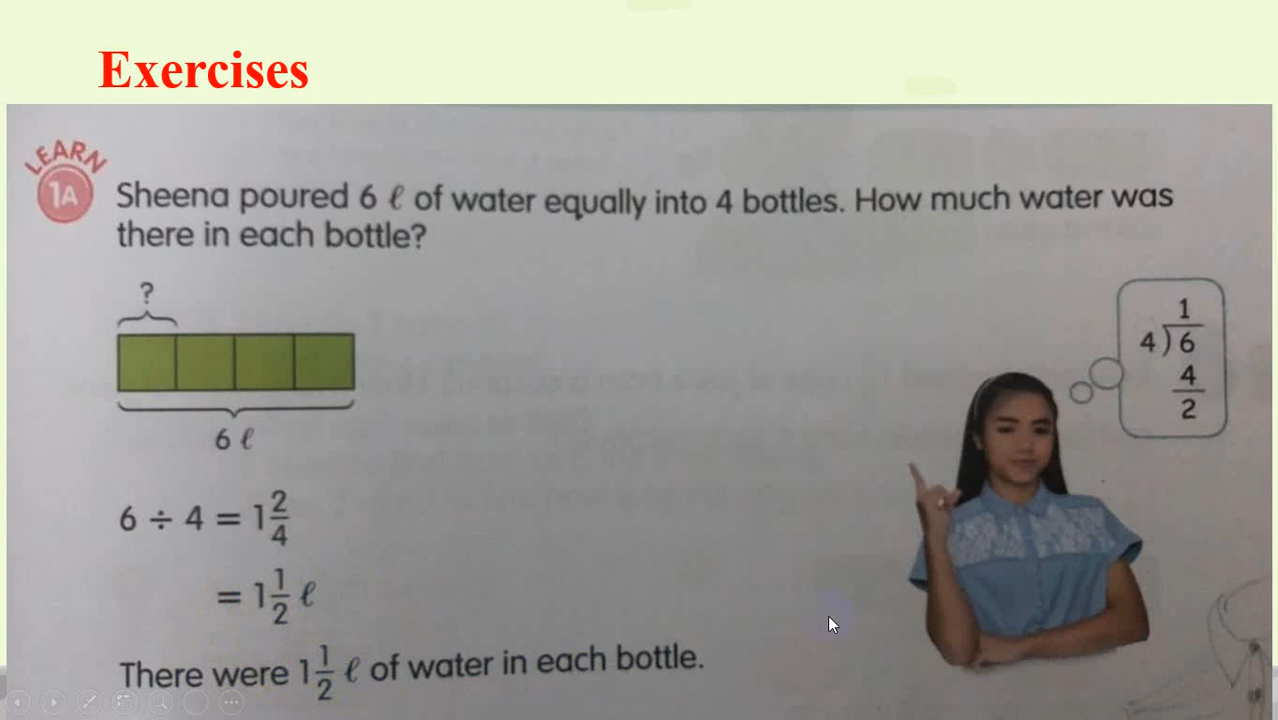 Exercises
LEARN
1A
Sheena poured 6 ℓ of water equally into 4 bottles. How much water was
there in each bottle?
?
6 ℓ
1
4)6
4
2
6 ÷ 4 = 1 2/4
= 1 1/2 ℓ
There were 1 1/2 ℓ of water in each bottle.